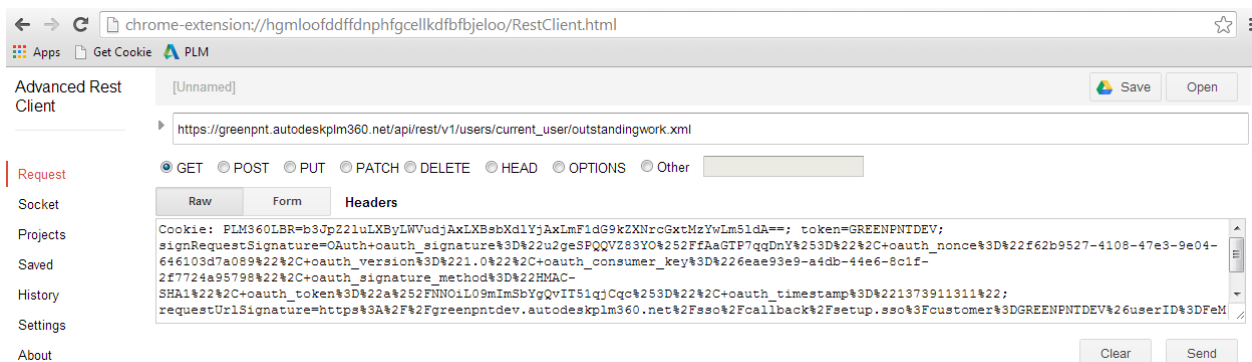 chrome-extension://hgmloofddffdnphfgcellkdfbfbjeloo/RestClient.html
Apps Get Cookie PLM
Advanced Rest Client
[Unnamed]
Save Open
https://greenpnt.autodeskplm360.net/api/rest/v1/users/current_user/outstandingwork.xml
GET POST PUT PATCH DELETE HEAD OPTIONS Other
Request
Socket
Projects
Saved
History
Settings
About
Raw Form Headers
Cookie: PLM360LBR=b3JpZ2luLXByLWVudjAxLXBsbXdlYjAxLmF1dG9kZXNrcGxtMzYwLm5ldA==; token=GREENPNTDEV;
signRequestSignature=OAuth+oauth_signature%3D%22u2geSPQQVZ83YO%252FfAaGTP7qqDnY%253D%22%2C+oauth_nonce%3D%22f62b9527-4108-47e3-9e04-
646103d7a089%22%2C+oauth_version%3D%221.0%22%2C+oauth_consumer_key%3D%226eae93e9-a4db-44e6-8c1f-
2f7724a95798%22%2C+oauth_signature_method%3D%22HMAC-
SHA1%22%2C+oauth_token%3D%22a%252FNNOiL09mImSbYgQvIT51qjCqc%253D%22%2C+oauth_timestamp%3D%221373911311%22;
requestUrlSignature=https%3A%2F%2Fgreenpntdev.autodeskplm360.net%2Fsso%2Fcallback%2Fsetup.sso%3Fcustomer%3DGREENPNTDEV%26userID%3DFeM
Clear Send